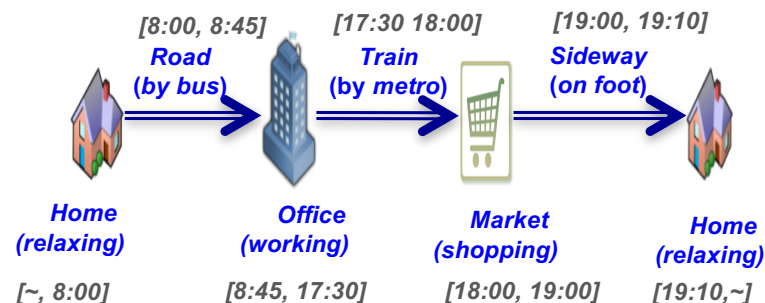 [8:00, 8:45] [17:30 18:00] [19:00, 19:10]
Road Train Sideway
(by bus) (by metro) (on foot)
Home Office Market Home
(relaxing) (working) (shopping) (relaxing)
[~, 8:00] [8:45, 17:30] [18:00, 19:00] [19:10,~]